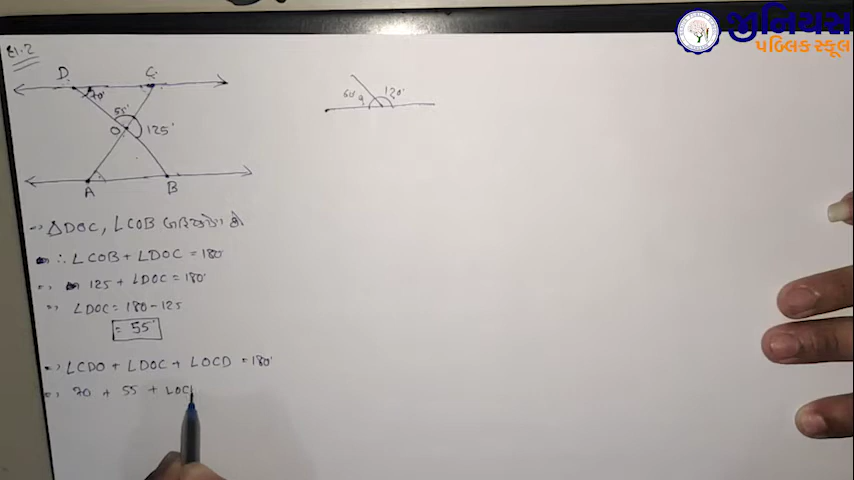 દા.2
D C
70°
55°
O 125°
A B
60° 120°
→ △DOC, ∠COB
∴ ∠COB + ∠DOC = 180°
∴ 125 + ∠DOC = 180°
∴ ∠DOC = 180 - 125
= 55°
∴ ∠CDO + ∠DOC + ∠OCD = 180°
∴ 70 + 55 + ∠OC
જીનિયસ
પબ્લિક સ્કૂલ